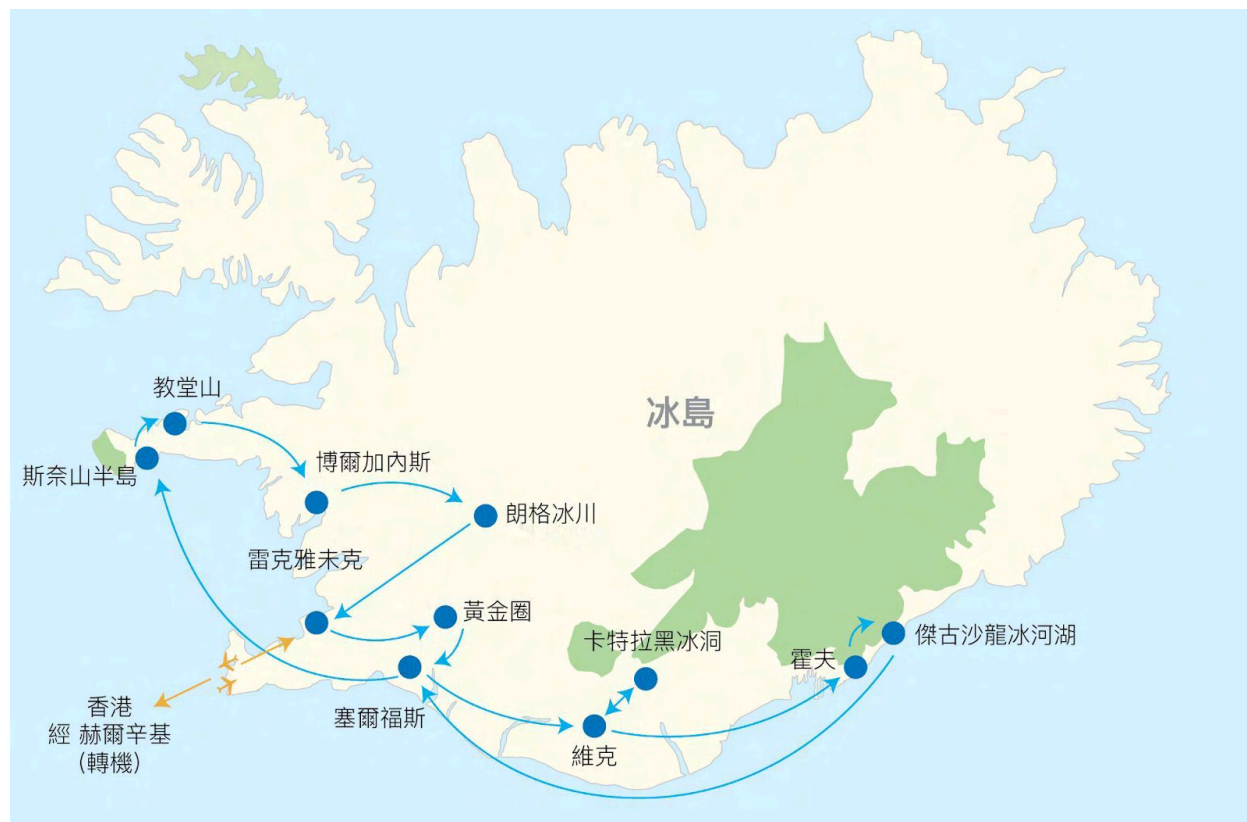 教堂山
冰島
斯奈山半島
博爾加內斯
朗格冰川
雷克雅未克
黃金圈
卡特拉黑冰洞
傑古沙龍冰河湖
霍夫
香港
經 赫爾辛基
(轉機)
塞爾福斯
維克